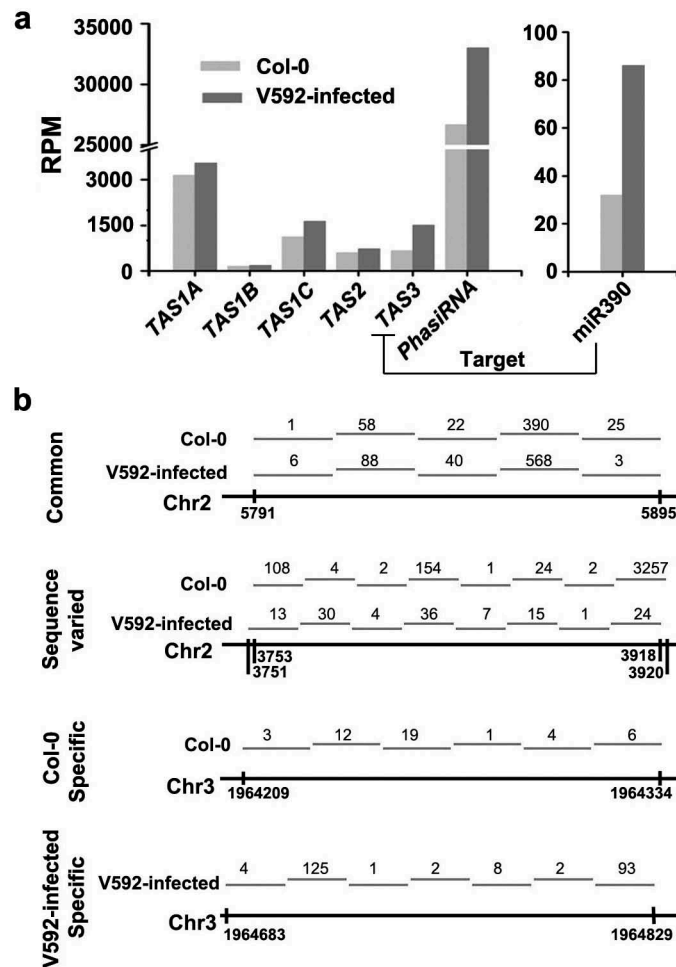 a
35000
30000
25000
3000
1500
0
RPM
Col-0
V592-infected
100
80
60
40
20
0
TAS1A
TAS1B
TAS1C
TAS2
TAS3
PhasiRNA
miR390
Target
b
Common
Col-0
1 58 22 390 25
V592-infected
6 88 40 568 3
Chr2
5791 5895
Sequence
varied
Col-0
108 4 2 154 1 24 2 3257
V592-infected
13 30 4 36 7 15 1 24
Chr2
3753 3918
3751 3920
Col-0
Specific
Col-0
3 12 19 1 4 6
Chr3
1964209 1964334
V592-infected
Specific
V592-infected
4 125 1 2 8 2 93
Chr3
1964683 1964829